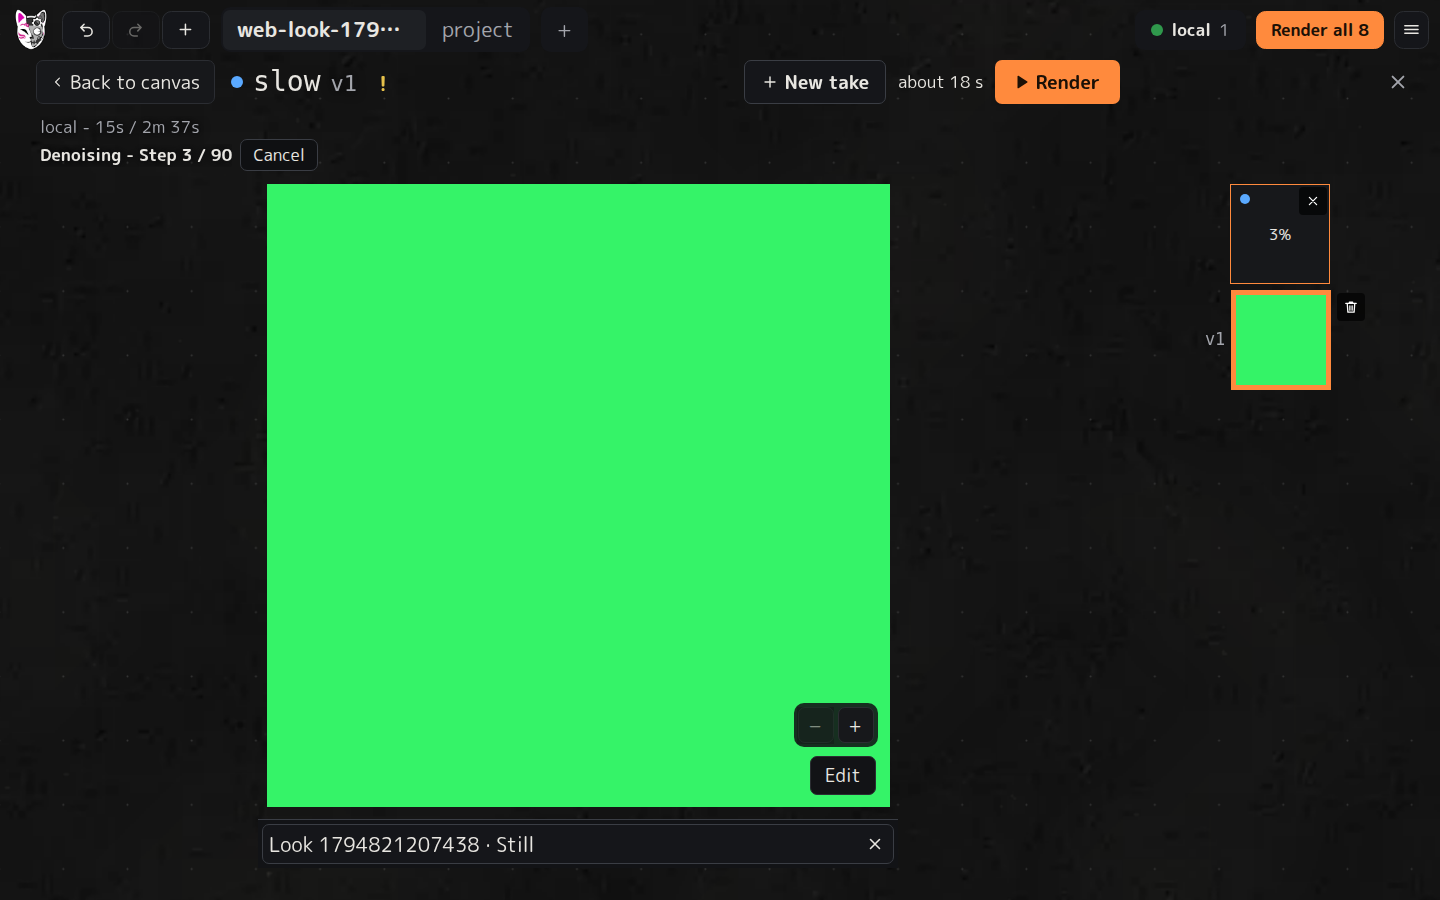 web-look-179···
project
local 1
Render all 8
Back to canvas
slow v1 !
New take
about 18 s
Render
local - 15s / 2m 37s
Denoising - Step 3 / 90
Cancel
3%
v1
Edit
Look 1794821207438 · Still